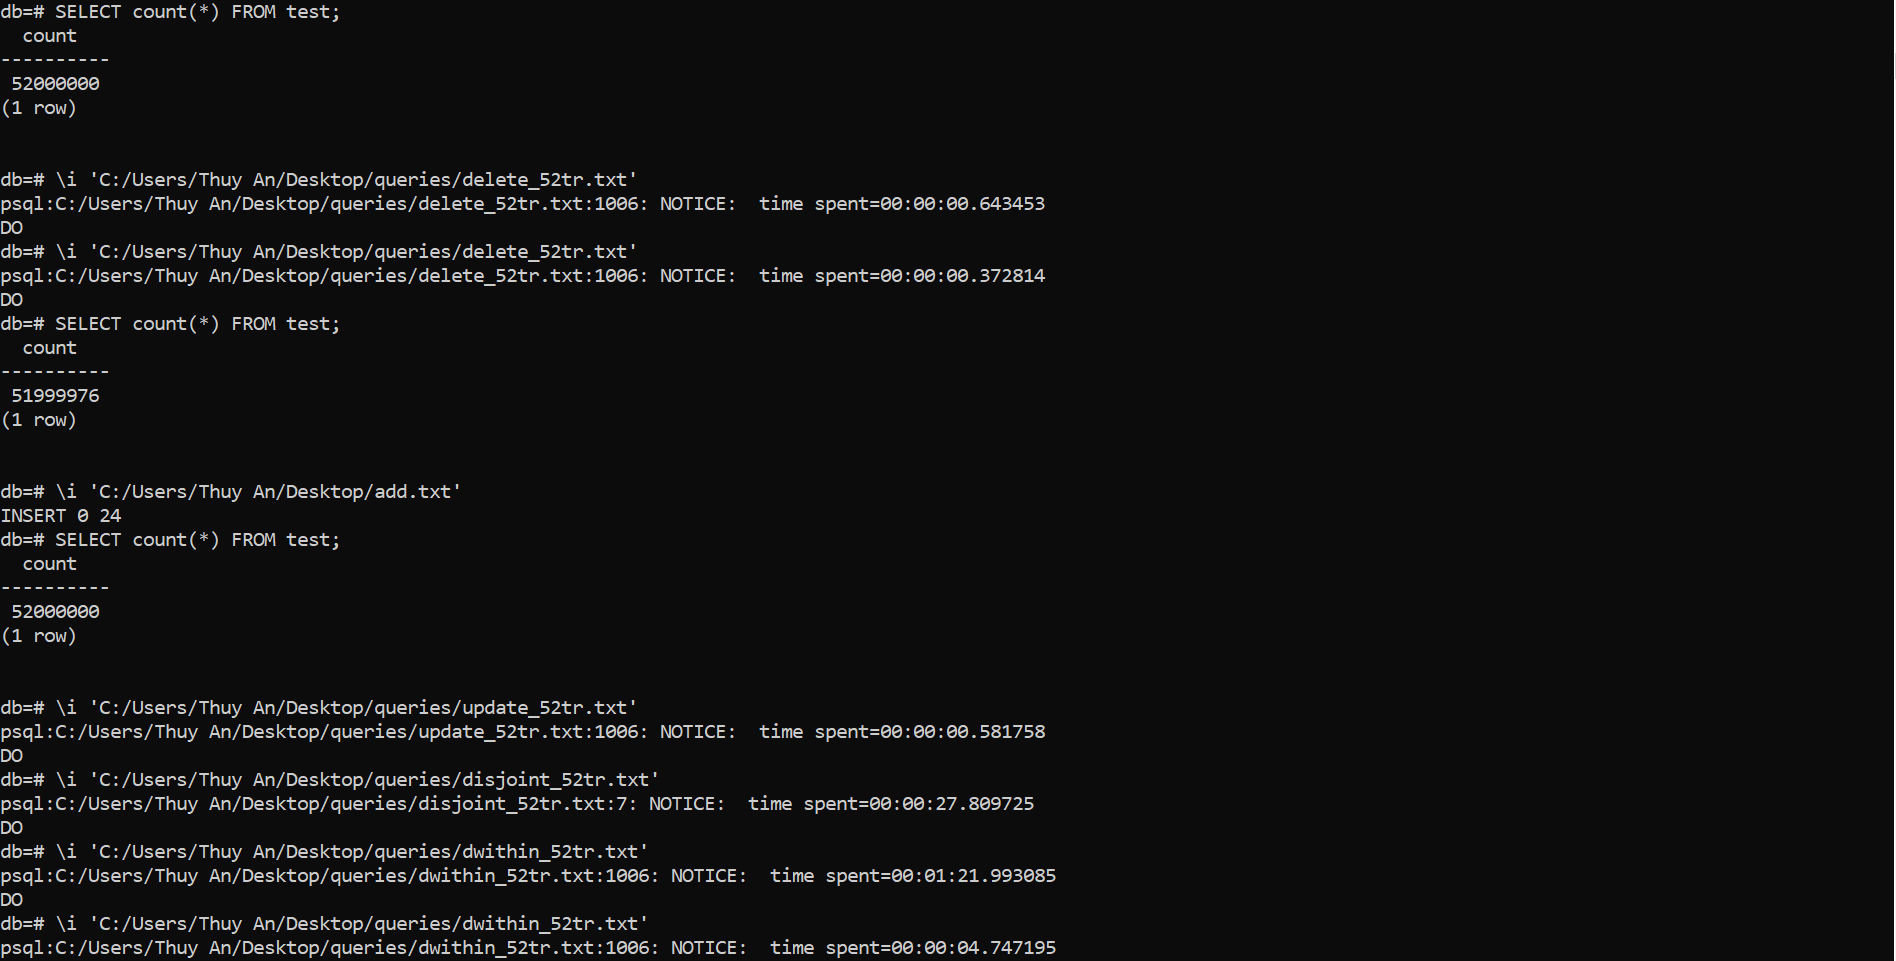 db=# SELECT count(*) FROM test;
  count
----------
 52000000
(1 row)


db=# \i 'C:/Users/Thuy An/Desktop/queries/delete_52tr.txt'
psql:C:/Users/Thuy An/Desktop/queries/delete_52tr.txt:1006: NOTICE:  time spent=00:00:00.643453
DO
db=# \i 'C:/Users/Thuy An/Desktop/queries/delete_52tr.txt'
psql:C:/Users/Thuy An/Desktop/queries/delete_52tr.txt:1006: NOTICE:  time spent=00:00:00.372814
DO
db=# SELECT count(*) FROM test;
  count
----------
 51999976
(1 row)


db=# \i 'C:/Users/Thuy An/Desktop/add.txt'
INSERT 0 24
db=# SELECT count(*) FROM test;
  count
----------
 52000000
(1 row)


db=# \i 'C:/Users/Thuy An/Desktop/queries/update_52tr.txt'
psql:C:/Users/Thuy An/Desktop/queries/update_52tr.txt:1006: NOTICE:  time spent=00:00:00.581758
DO
db=# \i 'C:/Users/Thuy An/Desktop/queries/disjoint_52tr.txt'
psql:C:/Users/Thuy An/Desktop/queries/disjoint_52tr.txt:7: NOTICE:  time spent=00:00:27.809725
DO
db=# \i 'C:/Users/Thuy An/Desktop/queries/dwithin_52tr.txt'
psql:C:/Users/Thuy An/Desktop/queries/dwithin_52tr.txt:1006: NOTICE:  time spent=00:01:21.993085
DO
db=# \i 'C:/Users/Thuy An/Desktop/queries/dwithin_52tr.txt'
psql:C:/Users/Thuy An/Desktop/queries/dwithin_52tr.txt:1006: NOTICE:  time spent=00:00:04.747195